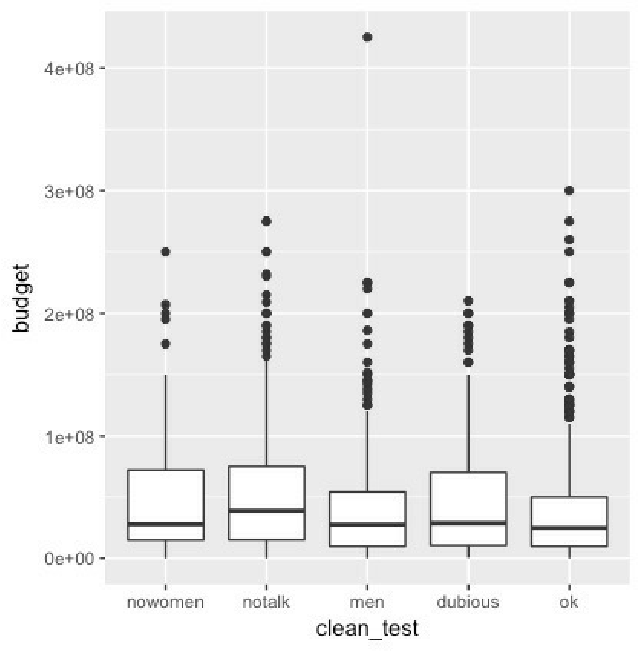 4e+08
3e+08
2e+08
1e+08
0e+00
budget
nowomen notalk men dubious ok
clean_test